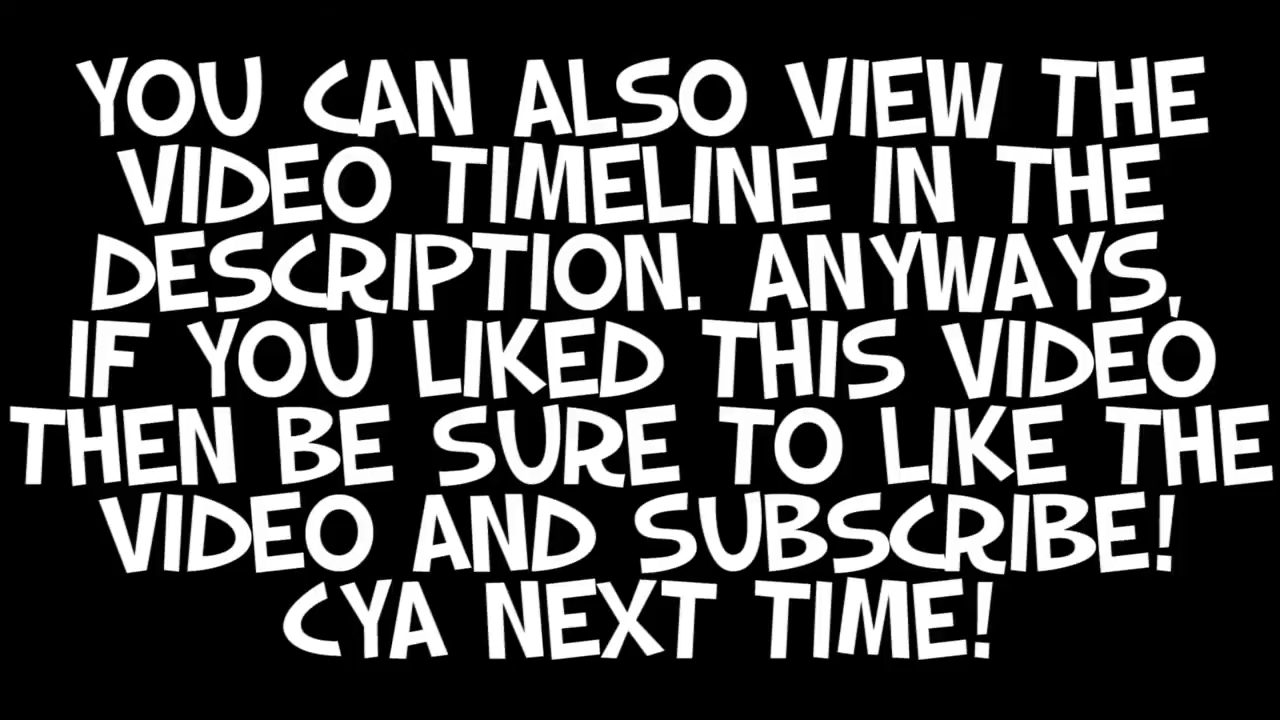 YOU CAN ALSO VIEW THE
VIDEO TIMELINE IN THE
DESCRIPTION. ANYWAYS,
IF YOU LIKED THIS VIDEO
THEN BE SURE TO LIKE THE
VIDEO AND SUBSCRIBE!
CYA NEXT TIME!